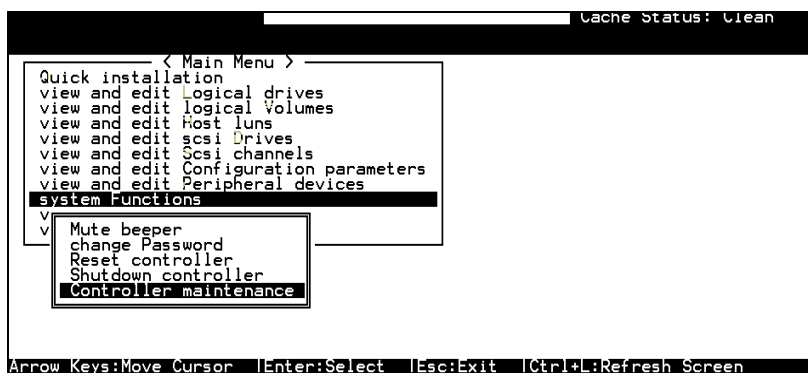 Cache Status: Clean
< Main Menu >
Quick installation
view and edit Logical drives
view and edit logical Volumes
view and edit Host luns
view and edit scsi Drives
view and edit Scsi channels
view and edit Configuration parameters
view and edit Peripheral devices
system Functions
v
v
Mute beeper
change Password
Reset controller
Shutdown controller
Controller maintenance
Arrow Keys:Move Cursor |Enter:Select |Esc:Exit |Ctrl+L:Refresh Screen